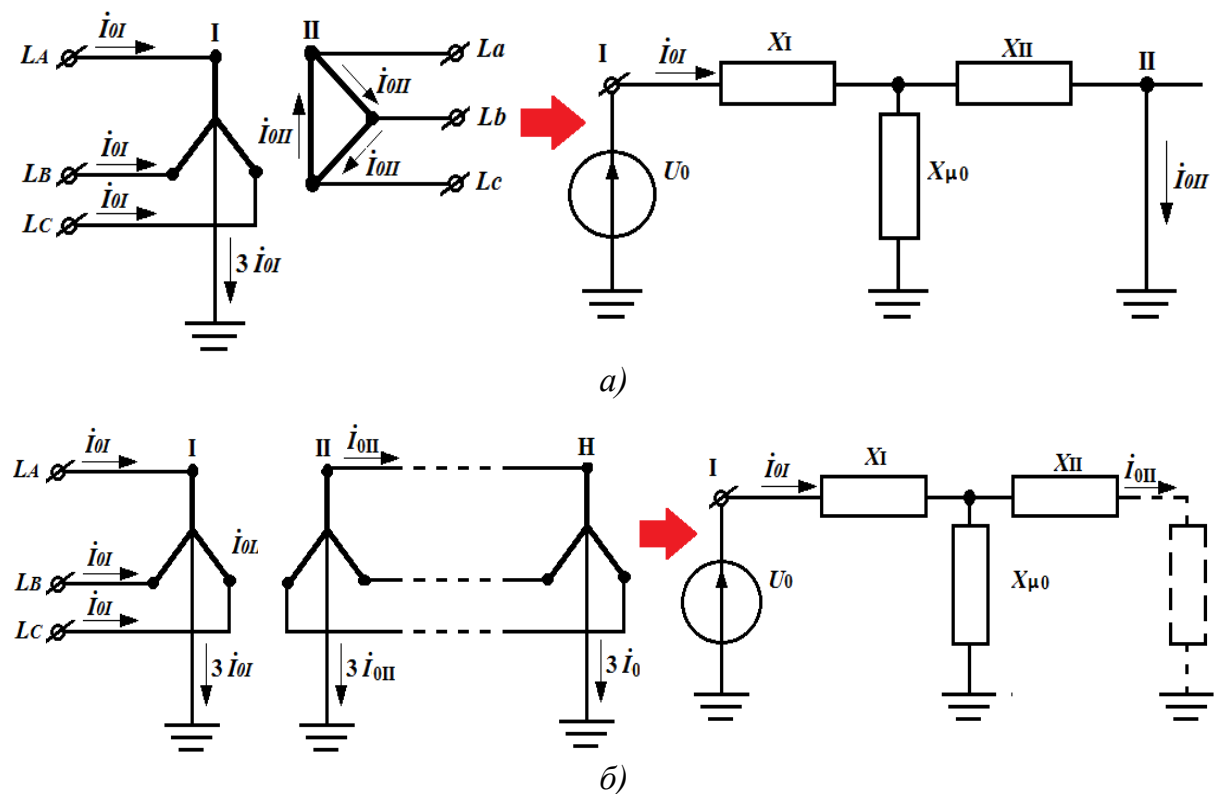 LA İ0I I II La
İ0II
İ0II Lb
LB İ0I İ0II
LC İ0I Lc
3 İ0I
I İ0I XI XII II
U0 Xμ0 İ0II
а)
LA İ0I I II İ0II H
İ0I
LB İ0I
LC İ0I
3 İ0I 3 İ0II 3 İ0
I İ0I XI XII İ0II
U0 Xμ0
б)